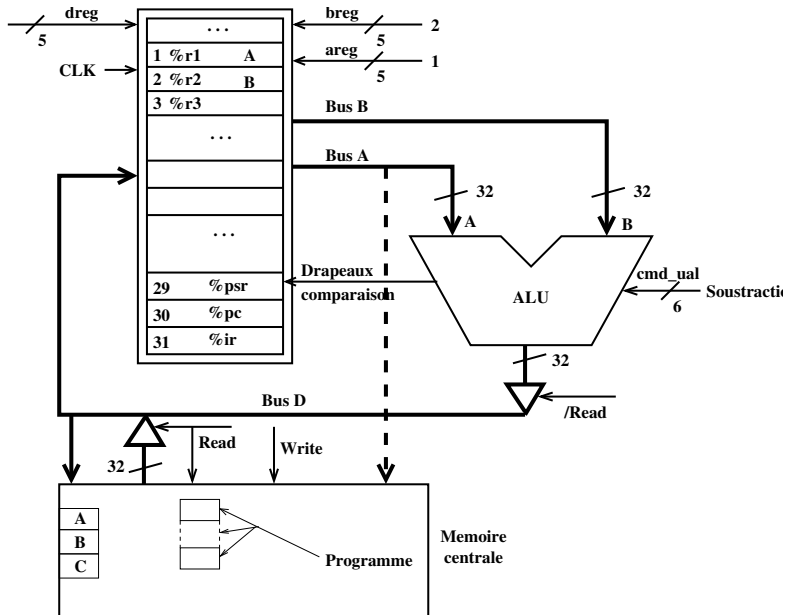 dreg
5
. . .
breg
5
2
CLK
1 %r1 A
areg
5
1
2 %r2 B
3 %r3
Bus B
. . .
Bus A
32
32
. . .
A
B
Drapeaux
comparaison
ALU
cmd_ual
6
Soustracti
29 %psr
30 %pc
31 %ir
32
Bus D
/Read
Read
Write
32
A
B
C
Programme
Memoire
centrale